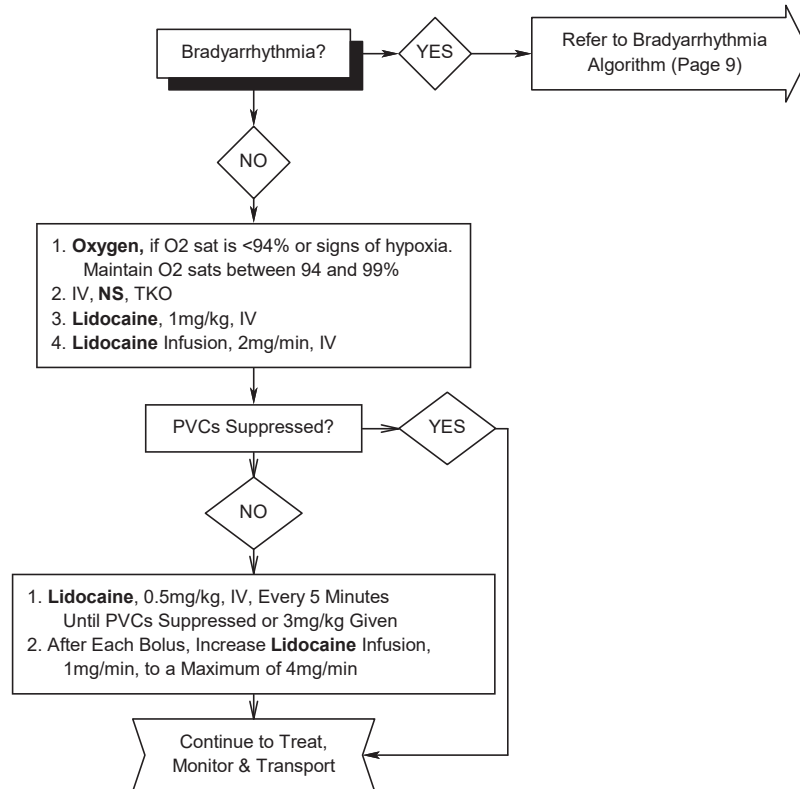 Bradyarrhythmia?
YES
Refer to Bradyarrhythmia
Algorithm (Page 9)
NO
1. Oxygen, if O2 sat is <94% or signs of hypoxia.
Maintain O2 sats between 94 and 99%
2. IV, NS, TKO
3. Lidocaine, 1mg/kg, IV
4. Lidocaine Infusion, 2mg/min, IV
PVCs Suppressed?
YES
NO
1. Lidocaine, 0.5mg/kg, IV, Every 5 Minutes
Until PVCs Suppressed or 3mg/kg Given
2. After Each Bolus, Increase Lidocaine Infusion,
1mg/min, to a Maximum of 4mg/min
Continue to Treat,
Monitor & Transport